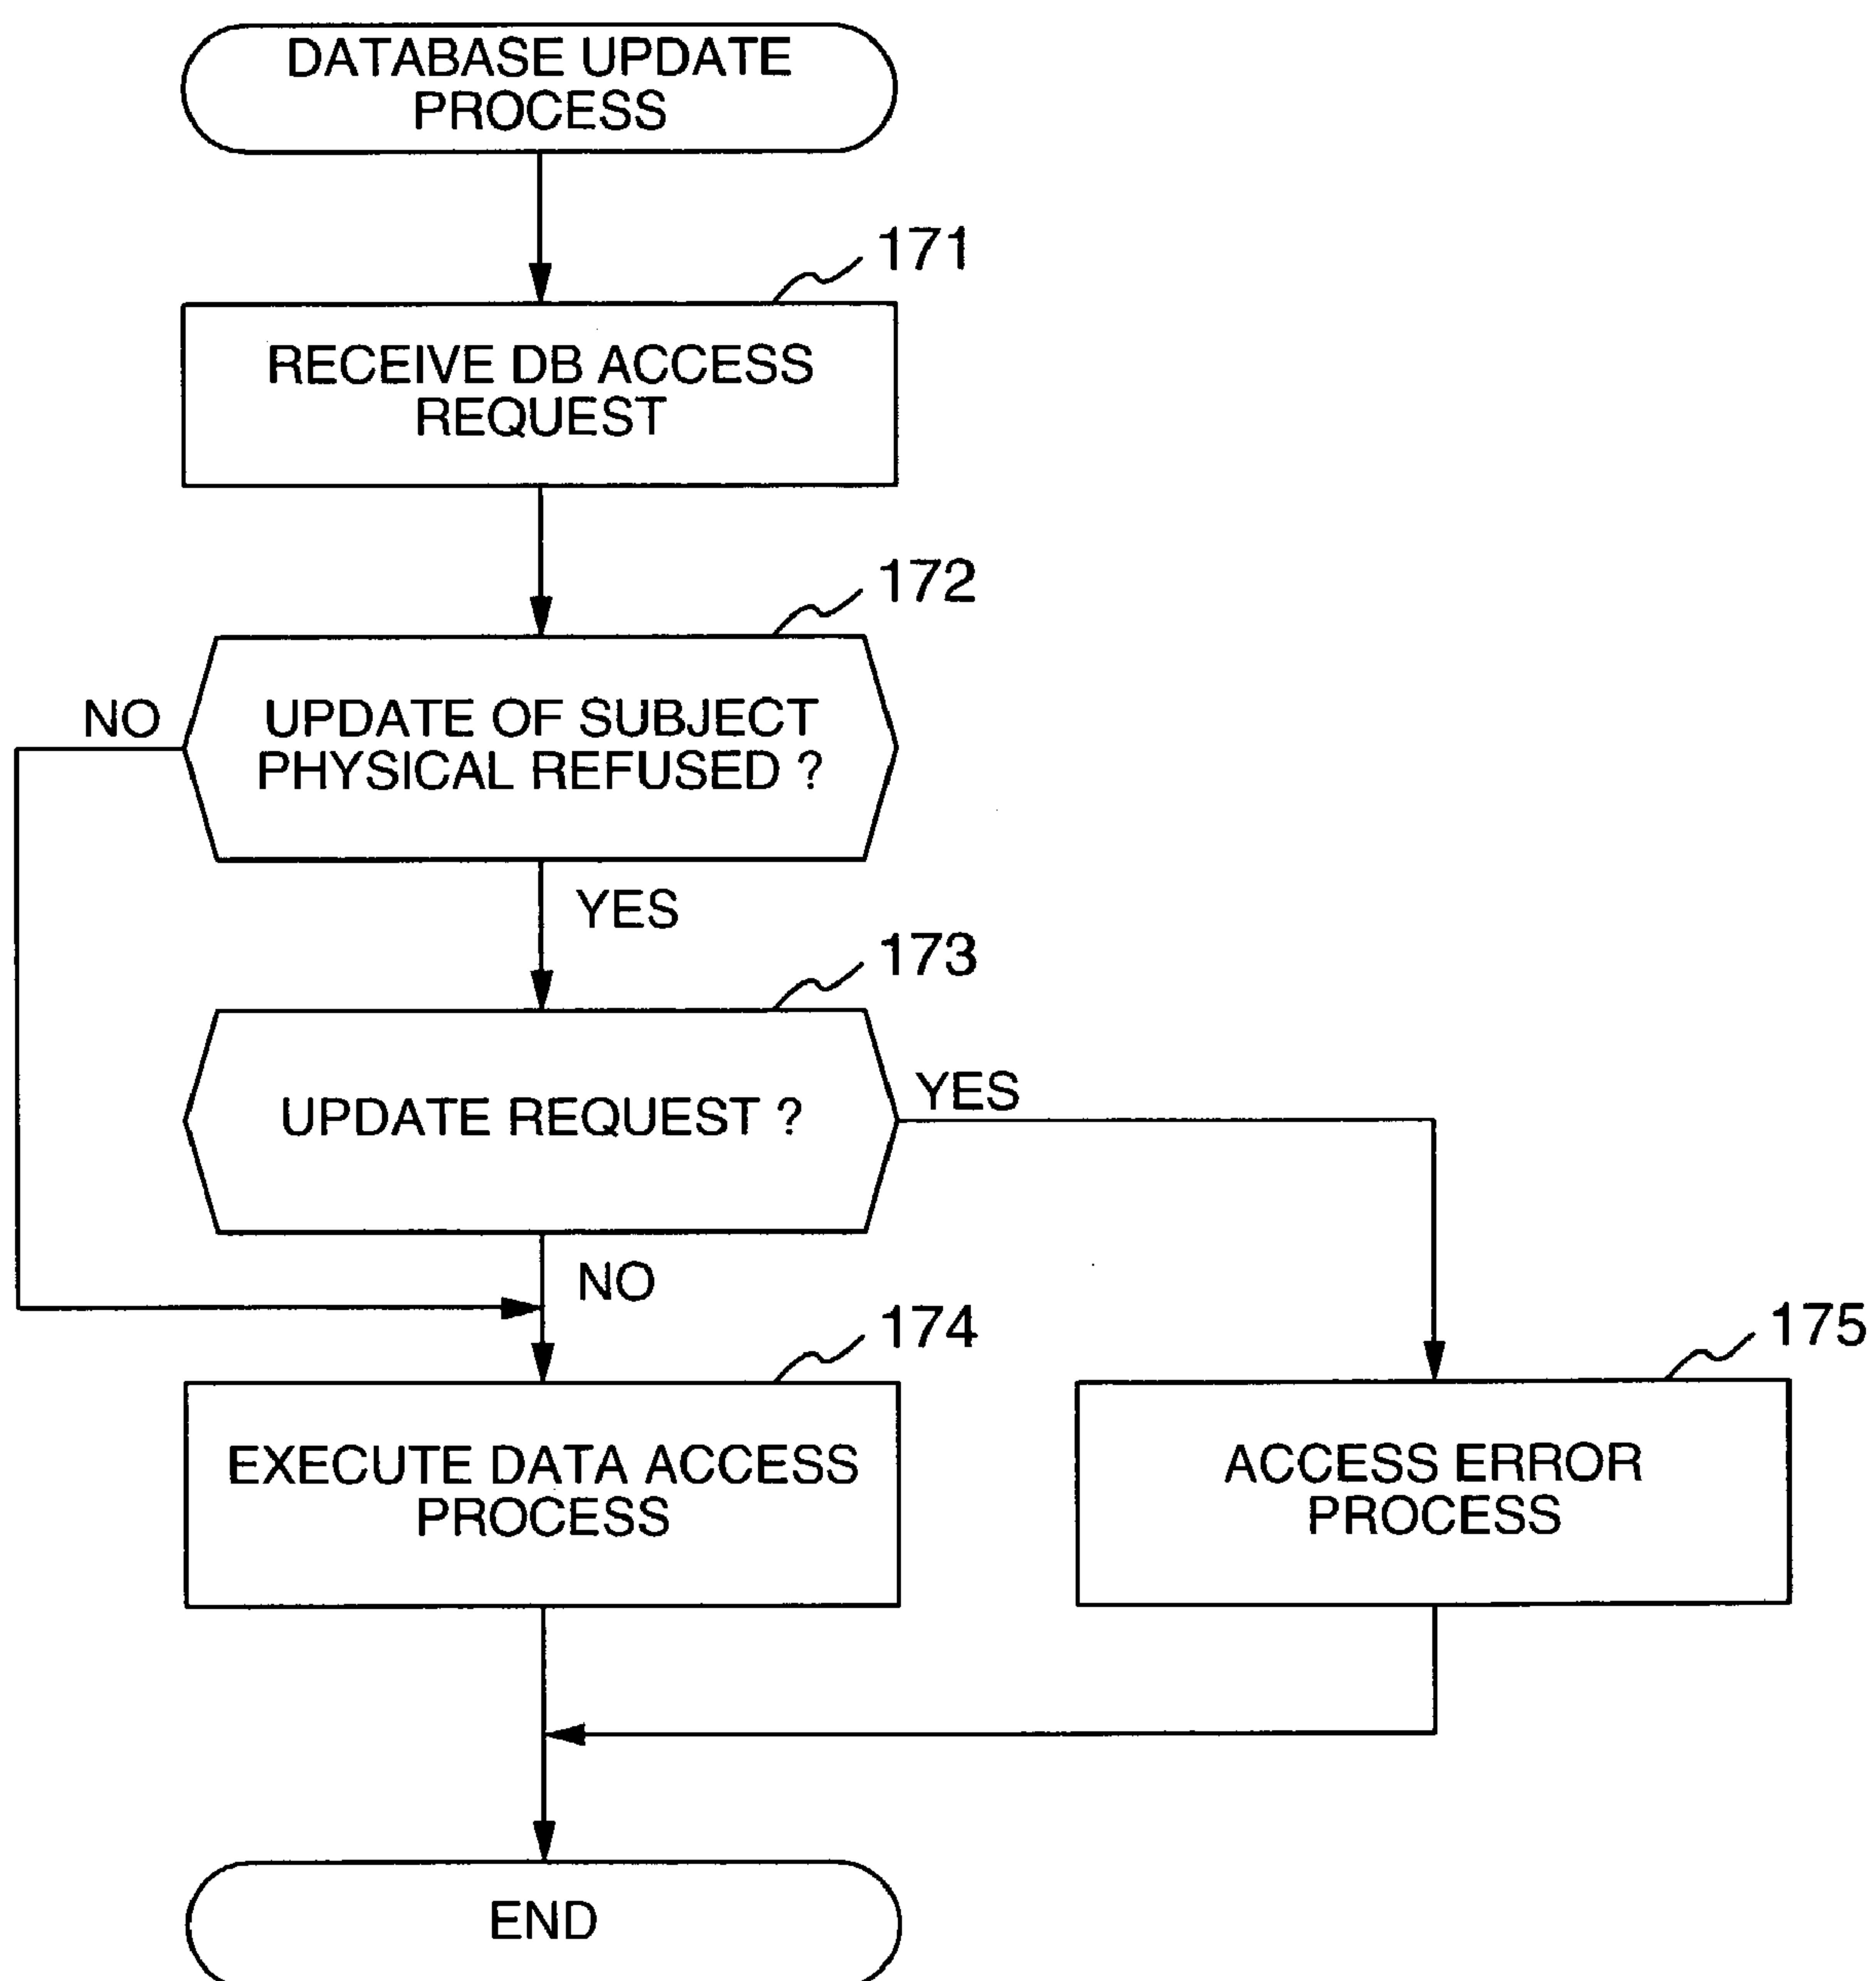 DATABASE UPDATE
PROCESS
171
RECEIVE DB ACCESS
REQUEST
172
NO
UPDATE OF SUBJECT
PHYSICAL REFUSED ?
YES
173
UPDATE REQUEST ?
YES
NO
174
175
EXECUTE DATA ACCESS
PROCESS
ACCESS ERROR
PROCESS
END